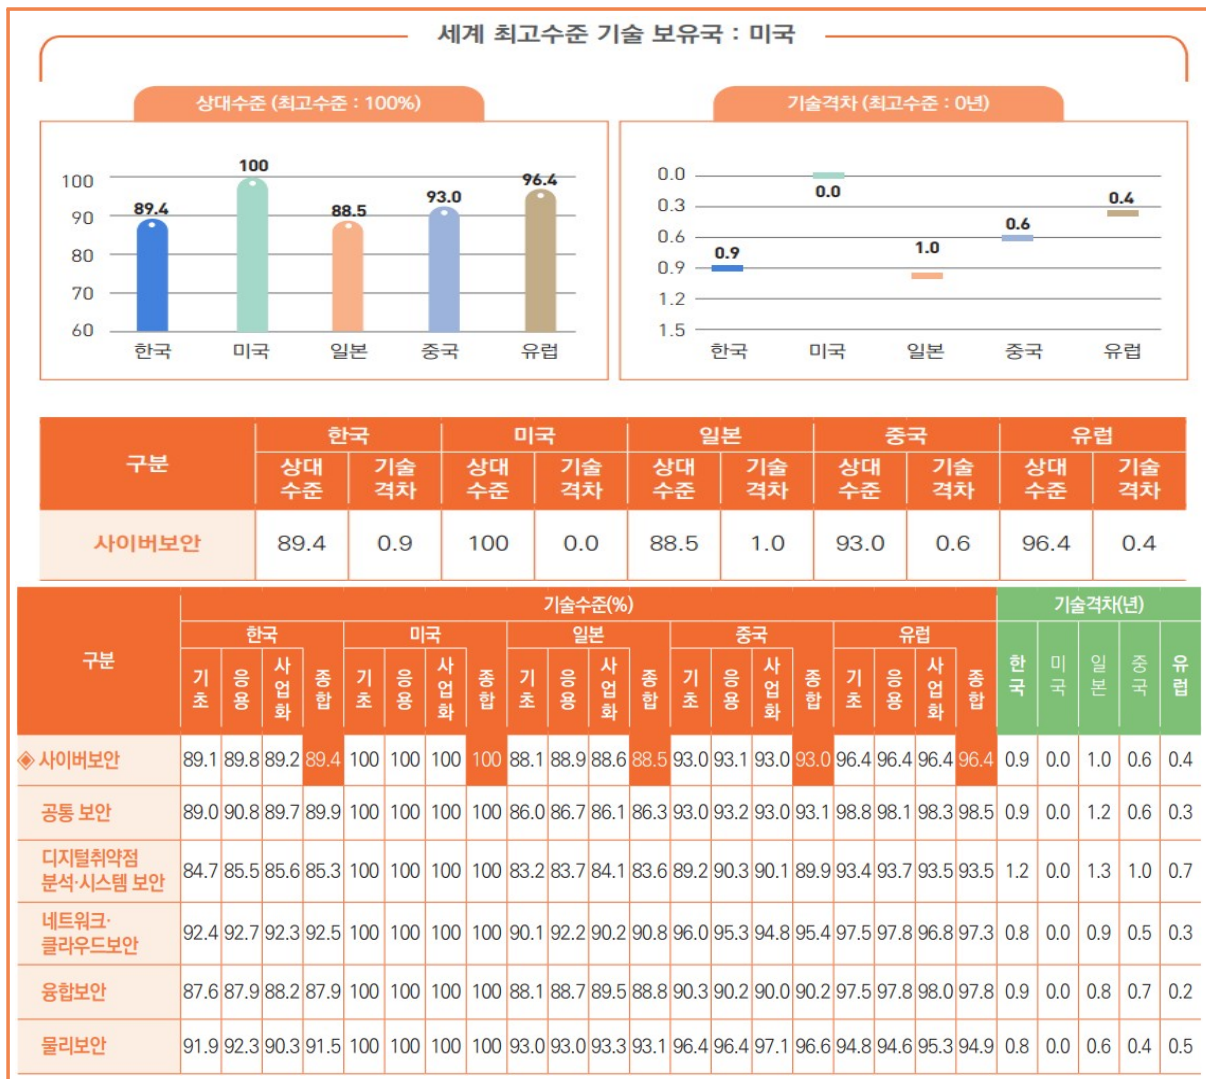 세계 최고수준 기술 보유국 : 미국
상대수준 (최고수준 : 100%)
100
90
80
70
60
89.4
100
88.5
93.0
96.4
한국 미국 일본 중국 유럽
기술격차 (최고수준 : 0년)
0.0
0.3
0.6
0.9
1.2
1.5
0.9
0.0
1.0
0.6
0.4
한국 미국 일본 중국 유럽
구분 한국 미국 일본 중국 유럽
상대수준 기술격차 상대수준 기술격차 상대수준 기술격차 상대수준 기술격차 상대수준 기술격차
사이버보안 89.4 0.9 100 0.0 88.5 1.0 93.0 0.6 96.4 0.4
구분 기술수준(%) 기술격차(년)
한국 미국 일본 중국 유럽 한국 미국 일본 중국 유럽
기초 응용 사업화 종합 기초 응용 사업화 종합 기초 응용 사업화 종합 기초 응용 사업화 종합 기초 응용 사업화 종합
◈ 사이버보안 89.1 89.8 89.2 89.4 100 100 100 100 88.1 88.9 88.6 88.5 93.0 93.1 93.0 93.0 96.4 96.4 96.4 96.4 0.9 0.0 1.0 0.6 0.4
공통 보안 89.0 90.8 89.7 89.9 100 100 100 100 86.0 86.7 86.1 86.3 93.0 93.2 93.0 93.1 98.8 98.1 98.3 98.5 0.9 0.0 1.2 0.6 0.3
디지털취약점
분석·시스템 보안 84.7 85.5 85.6 85.3 100 100 100 100 83.2 83.7 84.1 83.6 89.2 90.3 90.1 89.9 93.4 93.7 93.5 93.5 1.2 0.0 1.3 1.0 0.7
네트워크·
클라우드보안 92.4 92.7 92.3 92.5 100 100 100 100 90.1 92.2 90.2 90.8 96.0 95.3 94.8 95.4 97.5 97.8 96.8 97.3 0.8 0.0 0.9 0.5 0.3
융합보안 87.6 87.9 88.2 87.9 100 100 100 100 88.1 88.7 89.5 88.8 90.3 90.2 90.0 90.2 97.5 97.8 98.0 97.8 0.9 0.0 0.8 0.7 0.2
물리보안 91.9 92.3 90.3 91.5 100 100 100 100 93.0 93.0 93.3 93.1 96.4 96.4 97.1 96.6 94.8 94.6 95.3 94.9 0.8 0.0 0.6 0.4 0.5